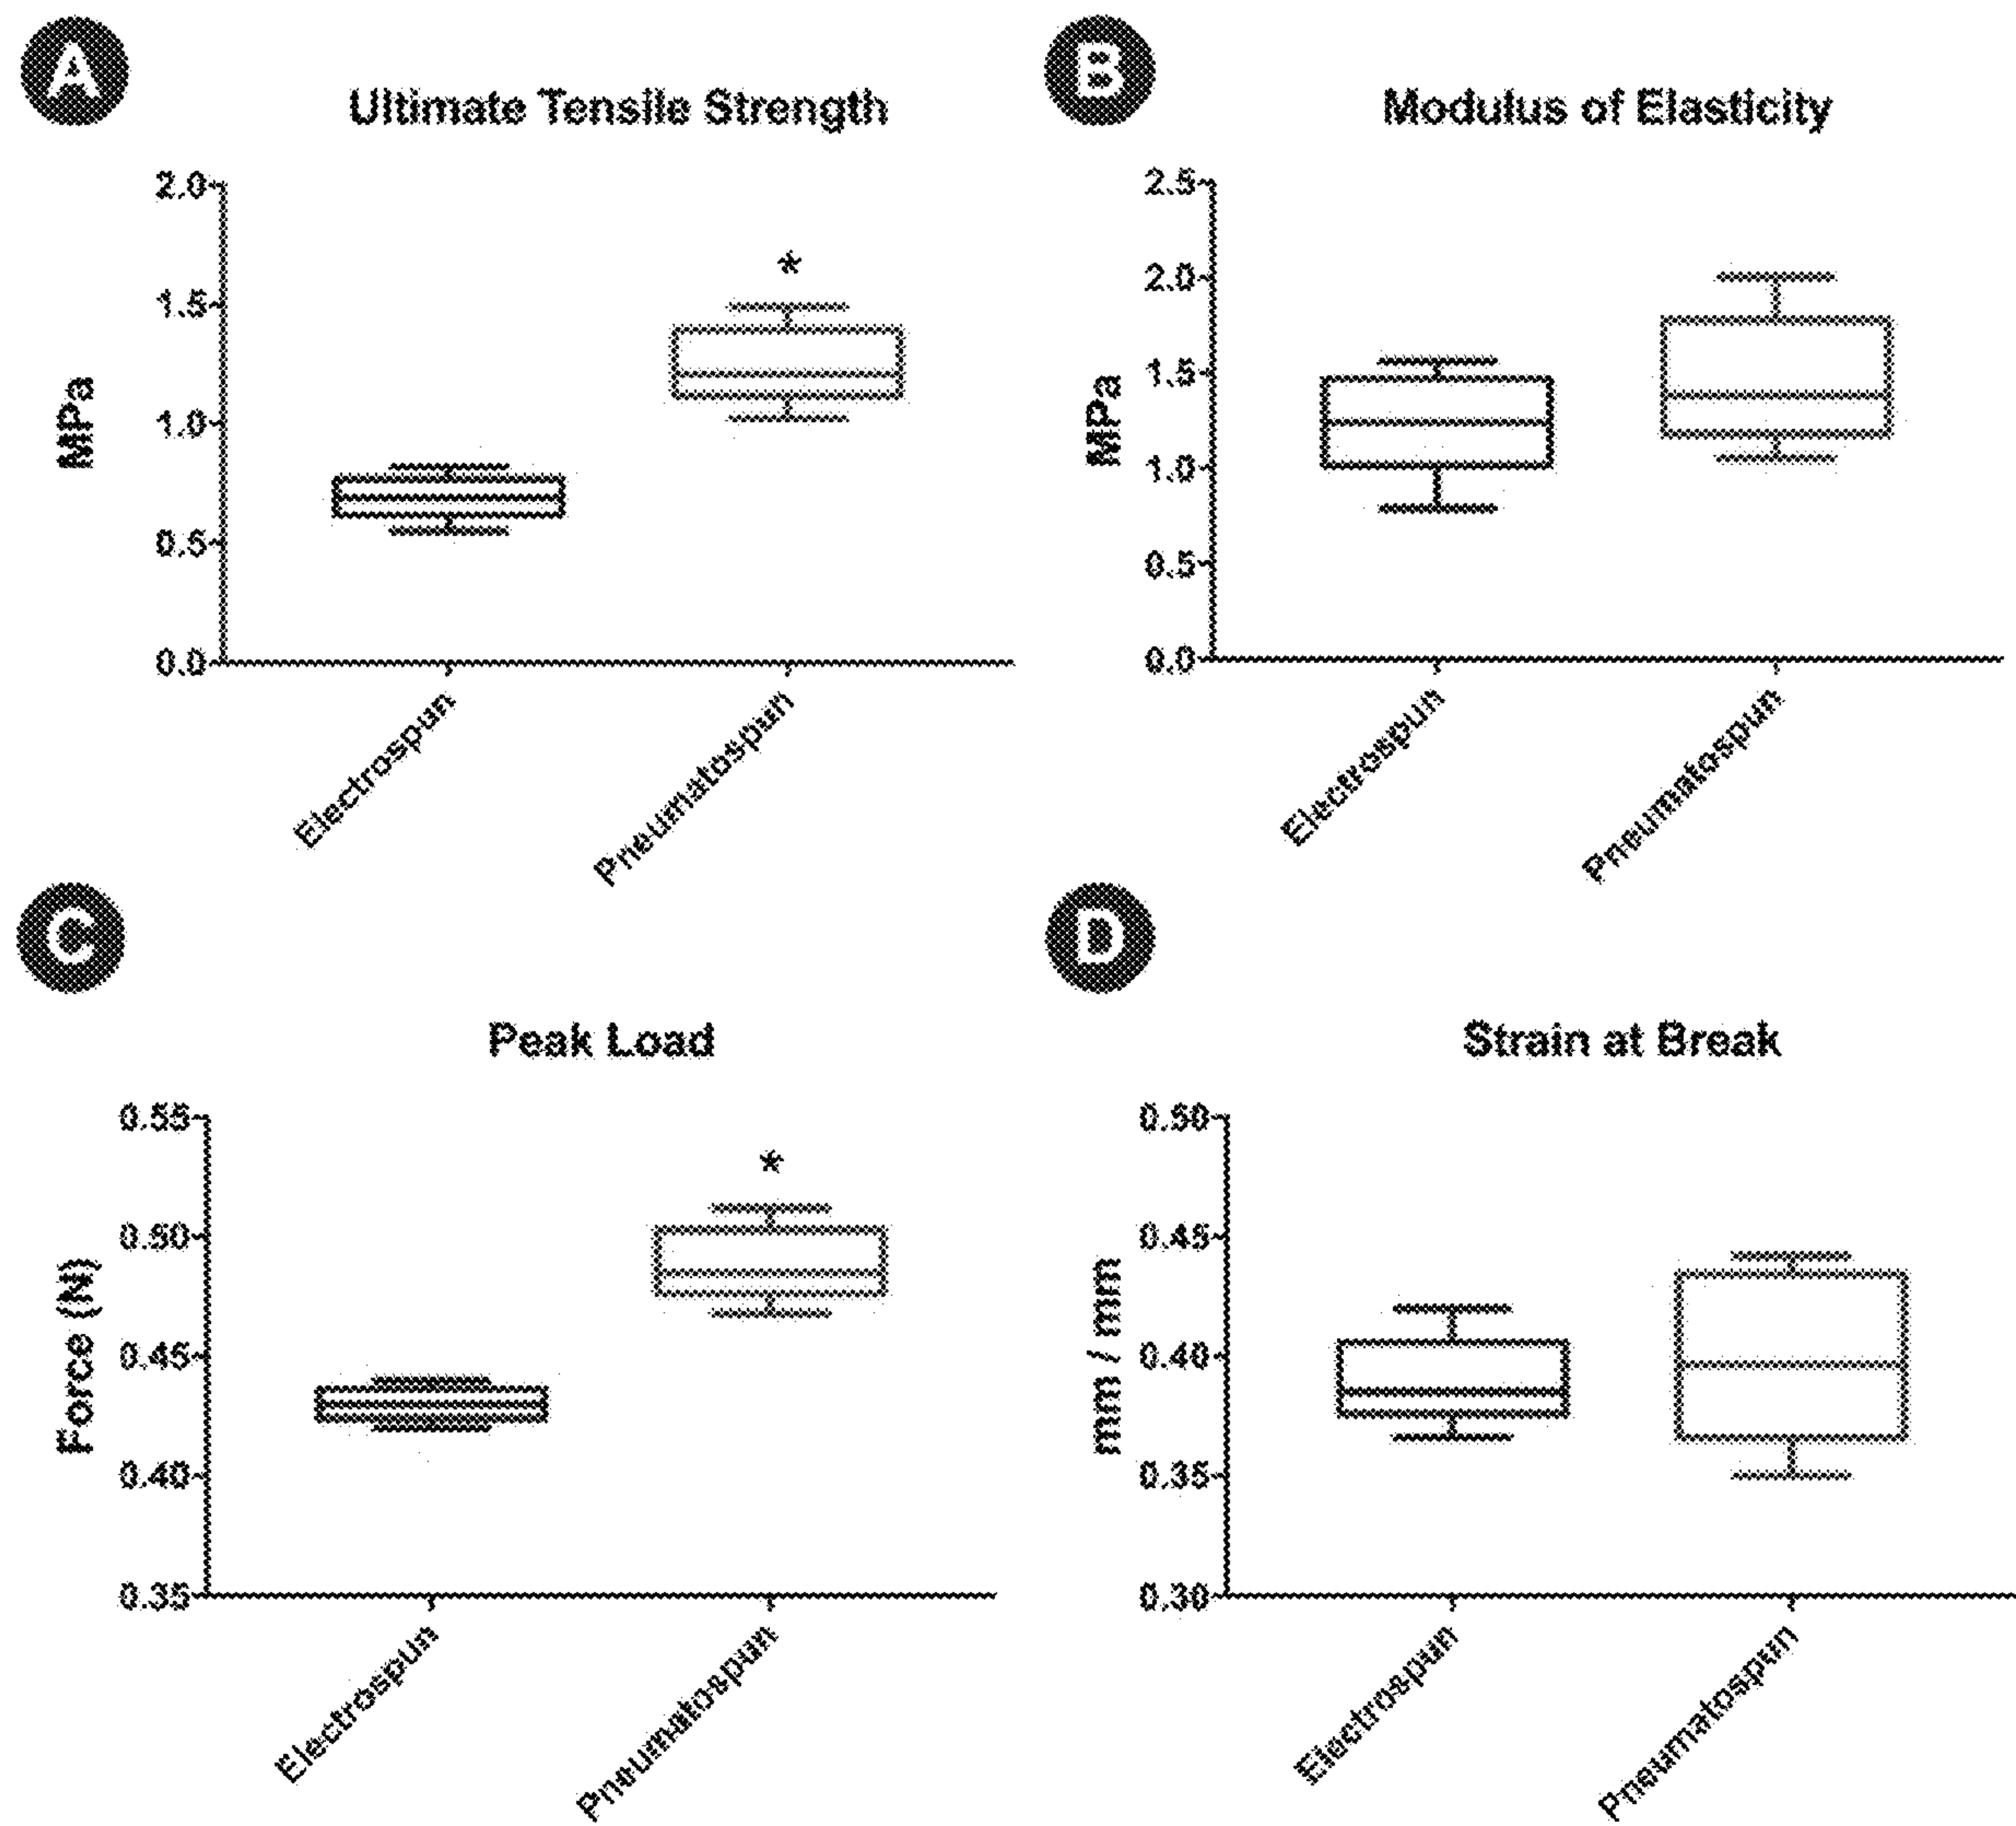 A
Ultimate Tensile Strength
MPa
2.0
1.5
1.0
0.5
0.0
*
Electrospun
Pneumatospun
B
Modulus of Elasticity
MPa
2.5
2.0
1.5
1.0
0.5
0.0
Electrospun
Pneumatospun
C
Peak Load
Force (N)
0.55
0.50
0.45
0.40
0.35
*
Electrospun
Pneumatospun
D
Strain at Break
mm / mm
0.50
0.45
0.40
0.35
0.30
Electrospun
Pneumatospun